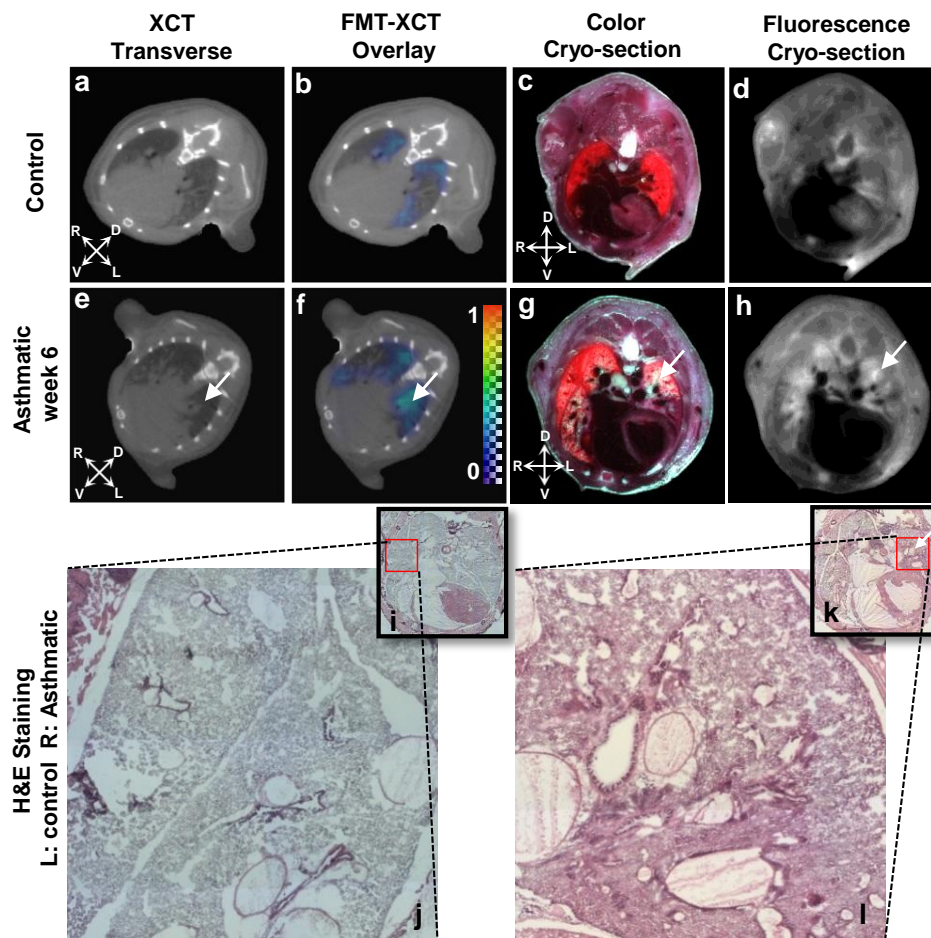 XCT
Transverse
FMT-XCT
Overlay
Color
Cryo-section
Fluorescence
Cryo-section
Control
a
R
D
V
L
b
c
D
R
L
V
d
Asthmatic
week 6
e
R
D
V
L
f
1
0
g
D
R
L
V
h
H&E Staining
L: control R: Asthmatic
i
k
j
l